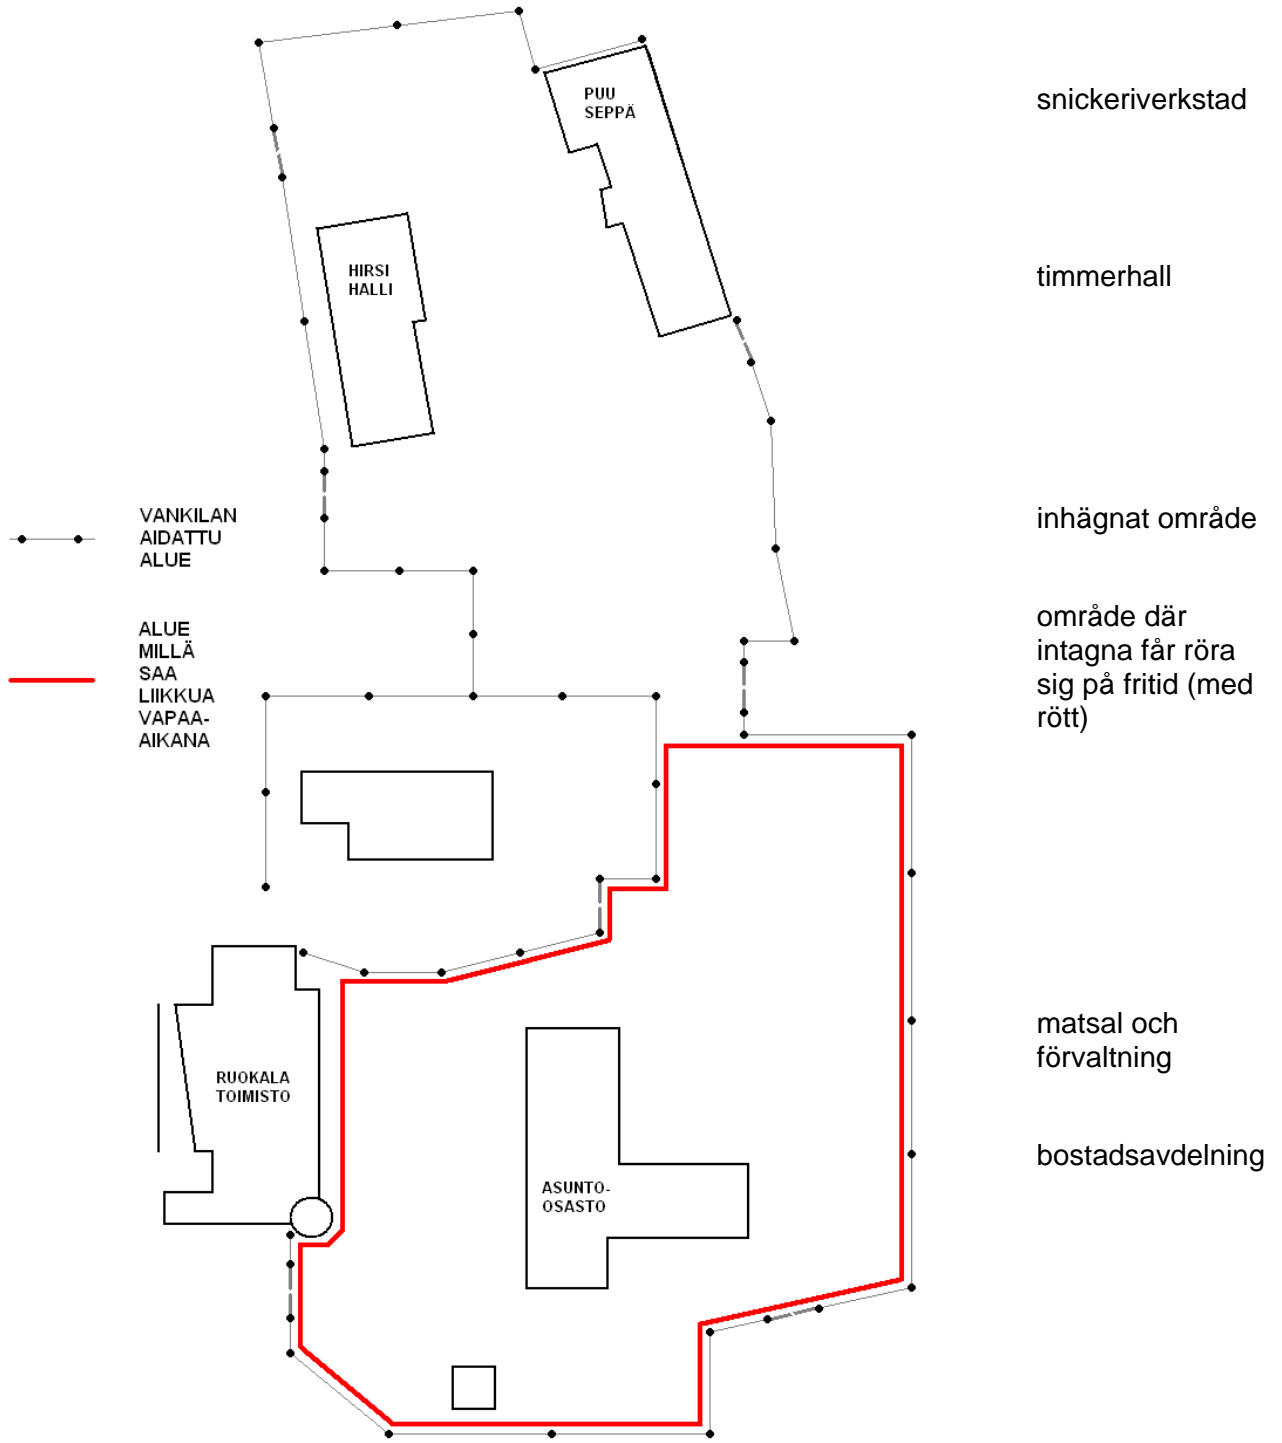 PUU
SEPPÄ
snickeriverkstad
HIRSI
HALLI
timmerhall
VANKILAN
AIDATTU
ALUE
inhägnat område
ALUE
MILLÄ
SAA
LIIKKUA
VAPAA-
AIKANA
område där
intagna får röra
sig på fritid (med
rött)
RUOKALA
TOIMISTO
matsal och
förvaltning
ASUNTO-
OSASTO
bostadsavdelning